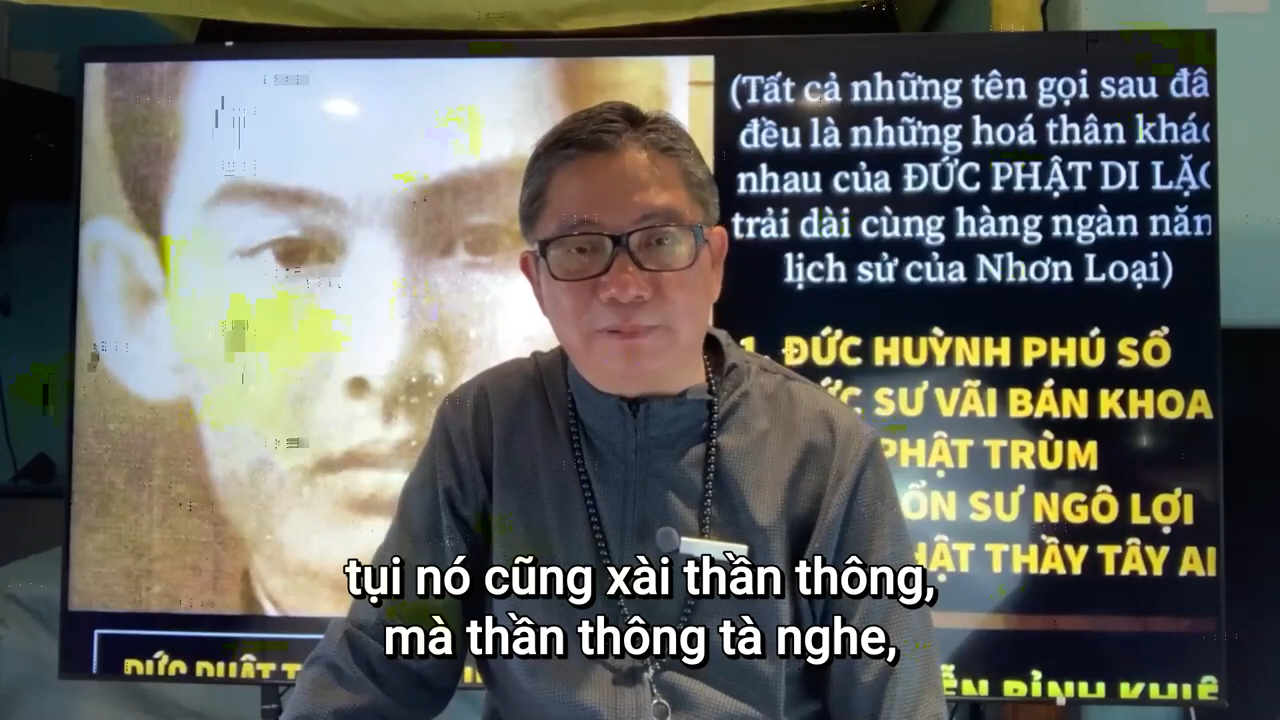 (Tất cả những tên gọi sau đâ
đều là những hoá thân khác
nhau của ĐỨC PHẬT DI LẶC
trải dài cùng hàng ngàn năm
lịch sử của Nhơn Loại)
1. ĐỨC HUỲNH PHÚ SỔ
SƯ VÃI BÁN KHOA
PHẬT TRÙM
SƯ NGÔ LỢI
THẦY TÂY
tụi nó cũng xài thần thông,
mà thần thông tà nghe,
BỈNH